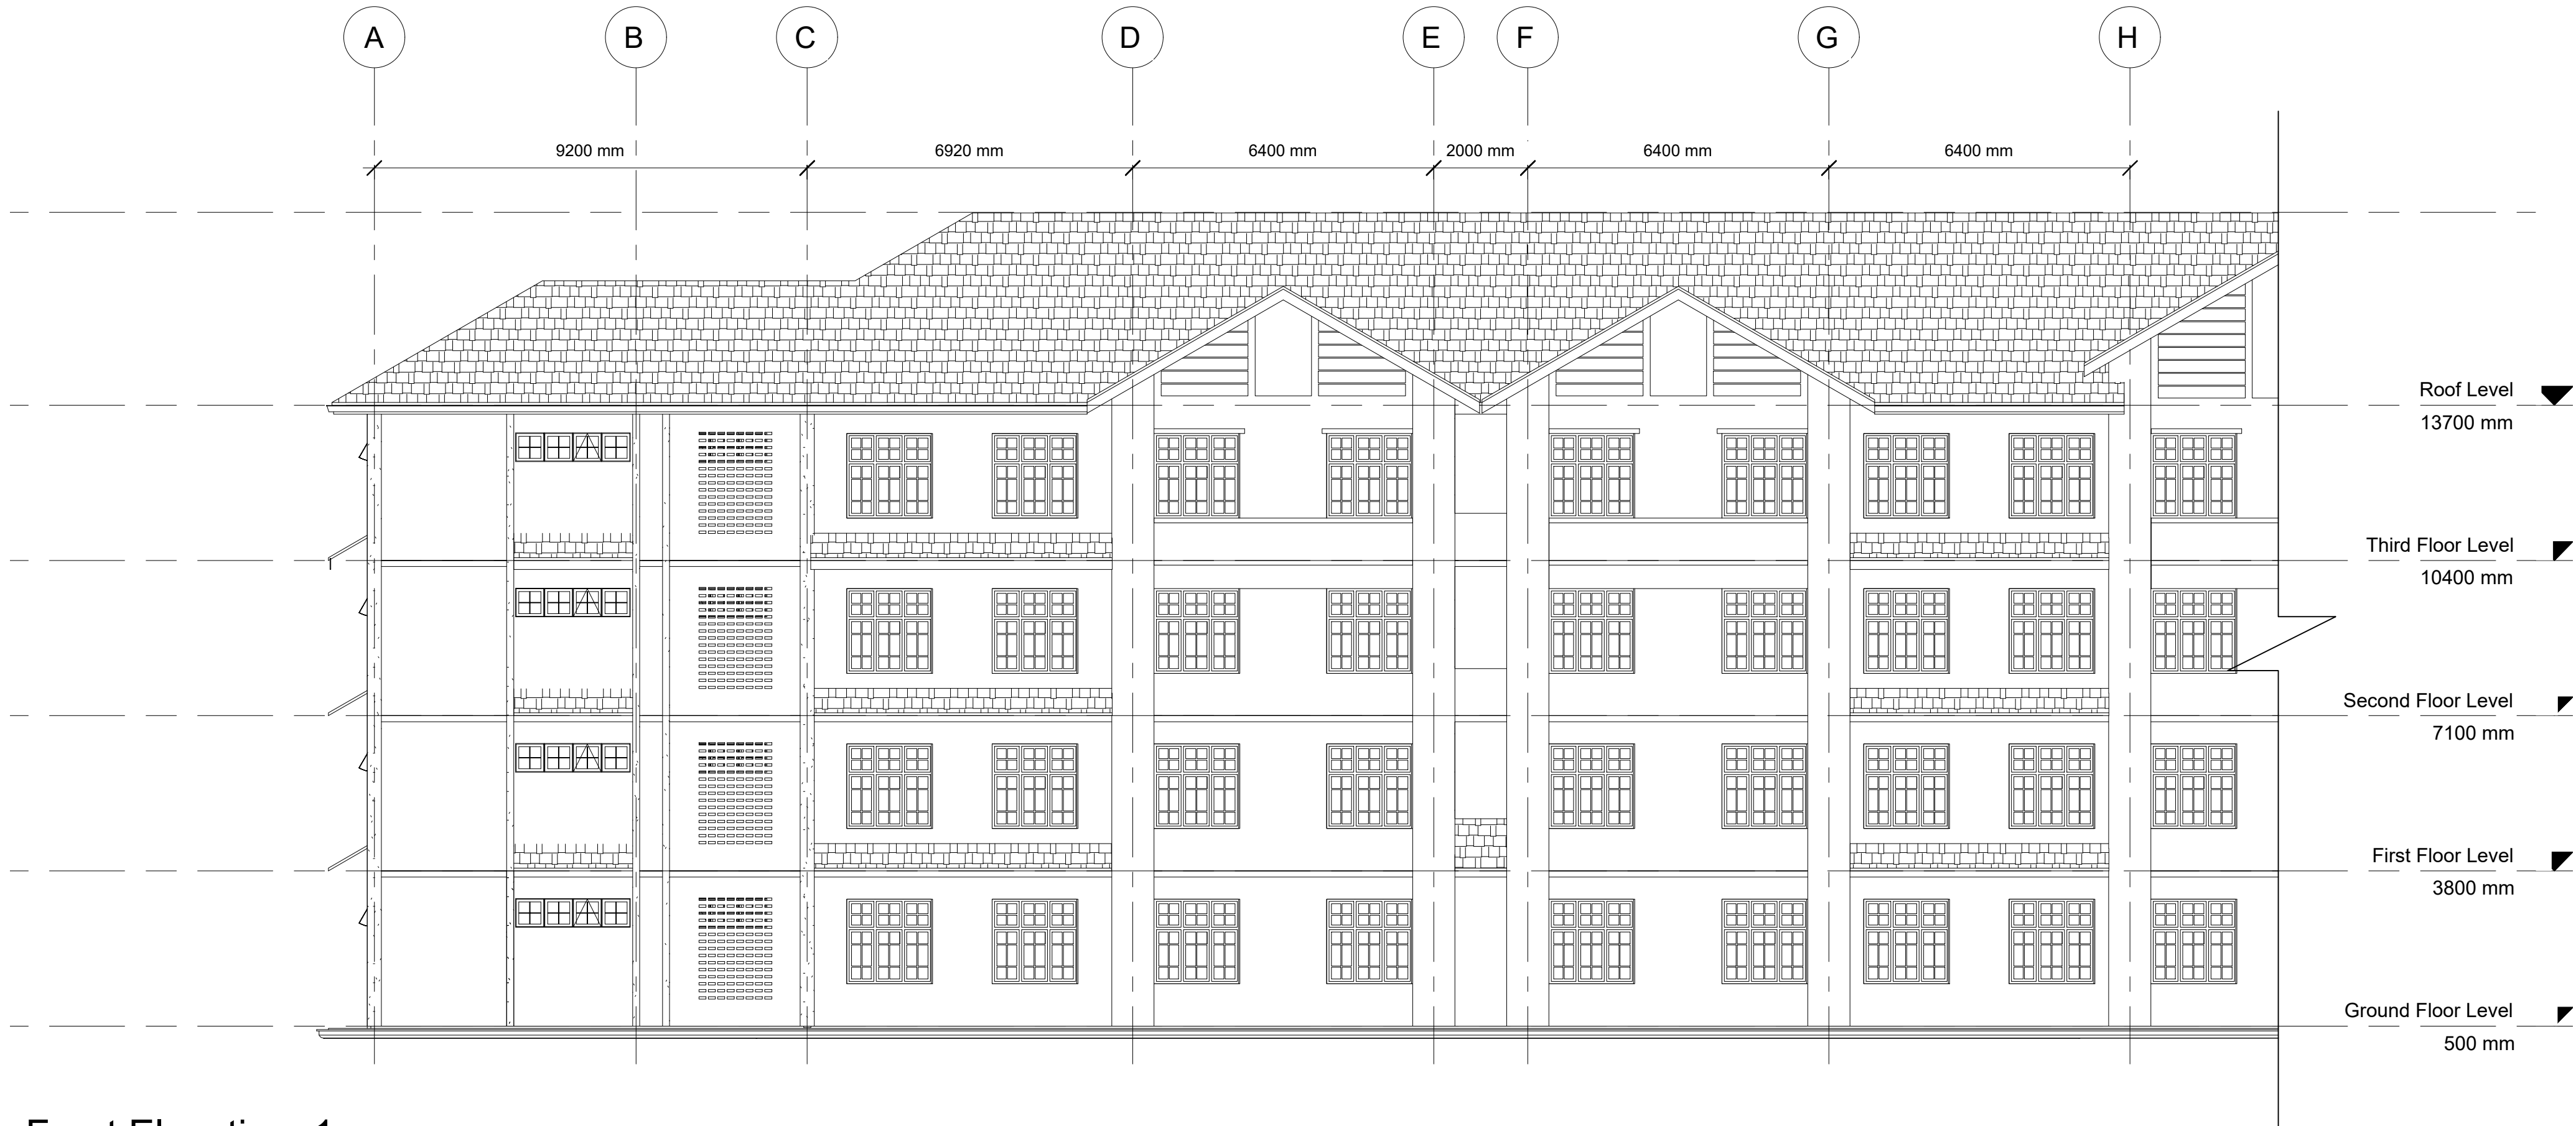 A B C D E F G H
9200 mm 6920 mm 6400 mm 2000 mm 6400 mm 6400 mm
Roof Level
13700 mm
Third Floor Level
10400 mm
Second Floor Level
7100 mm
First Floor Level
3800 mm
Ground Floor Level
500 mm